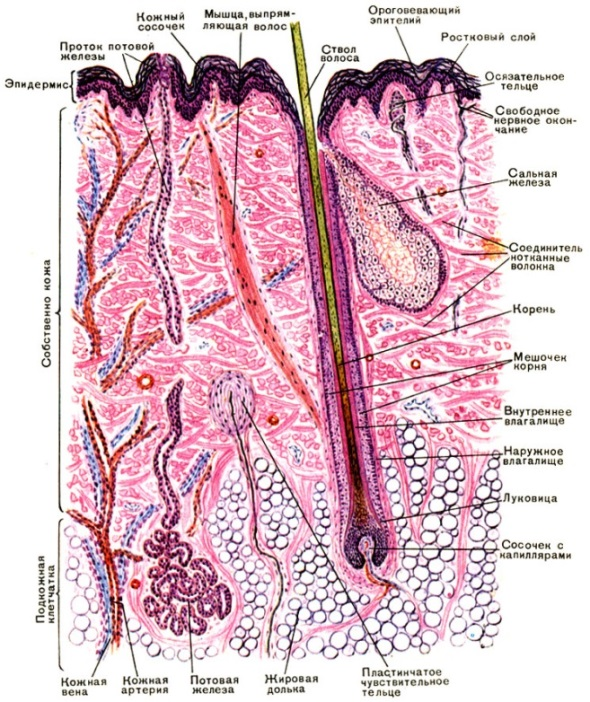 Кожный
сосочек
Мышца, выпрям-
ляющая волос
Проток потовой
железы
Эпидермис
Ствол
волоса
Ороговевающий
эпителий
Ростковый слой
Осязательное
тельце
Свободное
нервное окон-
чание
Сальная
железа
Соединитель
нотканные
волокна
Корень
Мешочек
корня
Внутреннее
влагалище
Наружное
влагалище
Луковица
Сосочек с
капиллярами
Собственно кожа
Подкожная
клетчатка
Кожная
вена
Кожная
артерия
Потовая
железа
Жировая
долька
Пластинчатое
чувствительное
тельце